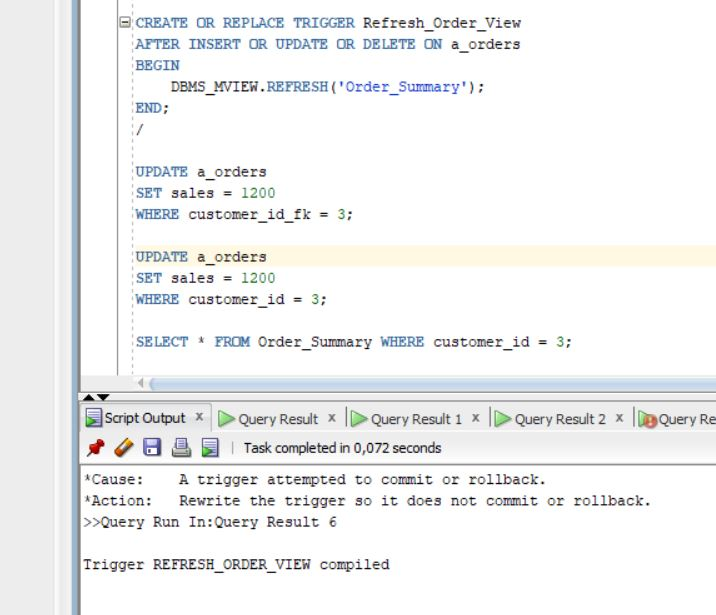 CREATE OR REPLACE TRIGGER Refresh_Order_View
AFTER INSERT OR UPDATE OR DELETE ON a_orders
BEGIN
    DBMS_MVIEW.REFRESH('Order_Summary');
END;
/
UPDATE a_orders
SET sales = 1200
WHERE customer_id_fk = 3;
UPDATE a_orders
SET sales = 1200
WHERE customer_id = 3;
SELECT * FROM Order_Summary WHERE customer_id = 3;
Script Output x Query Result x Query Result 1 x Query Result 2 x Query Re
Task completed in 0,072 seconds
*Cause:    A trigger attempted to commit or rollback.
*Action:   Rewrite the trigger so it does not commit or rollback.
>>Query Run In:Query Result 6
Trigger REFRESH_ORDER_VIEW compiled